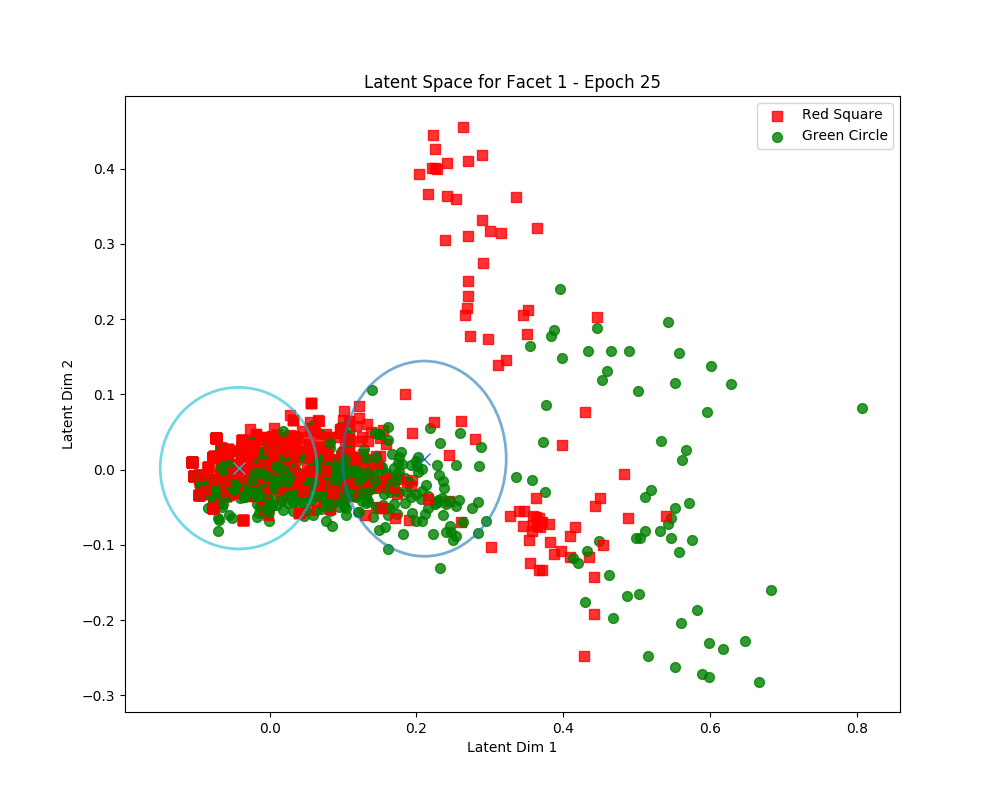 Latent Space for Facet 1 - Epoch 25
Red Square
Green Circle
0.4
0.3
0.2
0.1
0.0
−0.1
−0.2
−0.3
Latent Dim 2
0.0
0.2
0.4
0.6
0.8
Latent Dim 1